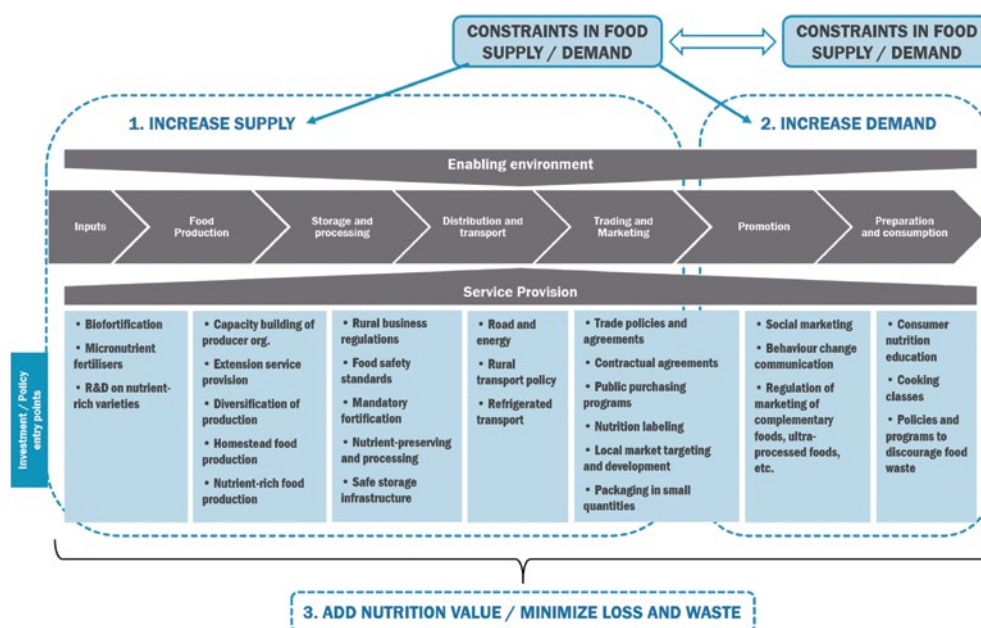 CONSTRAINTS IN FOOD
SUPPLY / DEMAND
CONSTRAINTS IN FOOD
SUPPLY / DEMAND
1. INCREASE SUPPLY
2. INCREASE DEMAND
Enabling environment
Inputs
Food
Production
Storage and
processing
Distribution and
transport
Trading and
Marketing
Promotion
Preparation
and consumption
Service Provision
Investment / Policy
entry points
• Biofortification
• Micronutrient
fertilisers
• R&D on nutrient-
rich varieties
• Capacity building of
producer org.
• Extension service
provision
• Diversification of
production
• Homestead food
production
• Nutrient-rich food
production
• Rural business
regulations
• Food safety
standards
• Mandatory
fortification
• Nutrient-preserving
and processing
• Safe storage
infrastructure
• Road and
energy
• Rural
transport policy
• Refrigerated
transport
• Trade policies and
agreements
• Contractual agreements
• Public purchasing
programs
• Nutrition labeling
• Local market targeting
and development
• Packaging in small
quantities
• Social marketing
• Behaviour change
communication
• Regulation of
marketing of
complementary
foods, ultra-
processed foods,
etc.
• Consumer
nutrition
education
• Cooking
classes
• Policies and
programs to
discourage food
waste
3. ADD NUTRITION VALUE / MINIMIZE LOSS AND WASTE